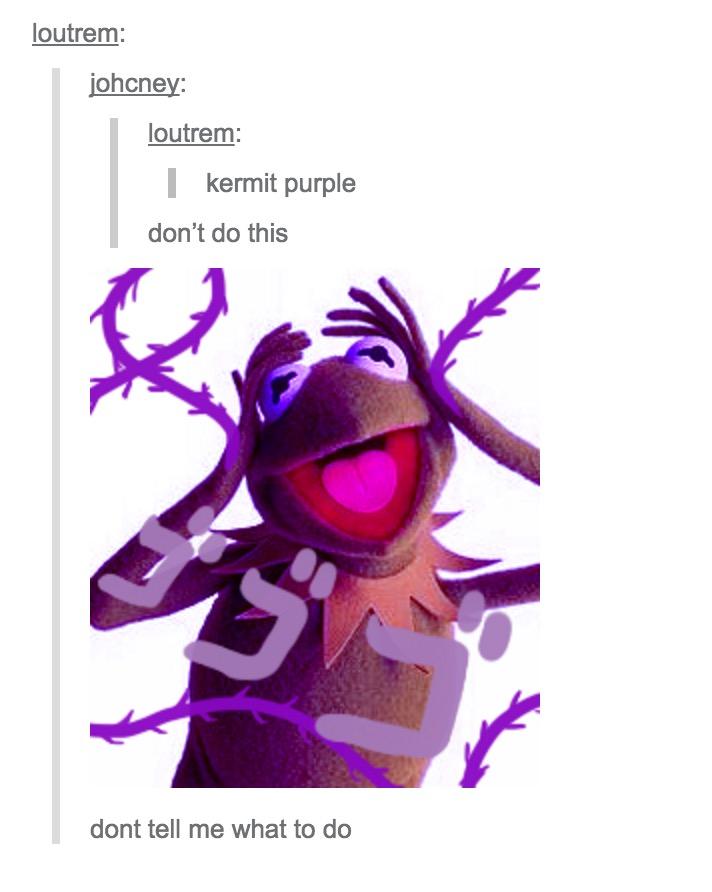 loutrem:
johcney:
loutrem:
kermit purple
don’t do this
ゴゴゴ
dont tell me what to do